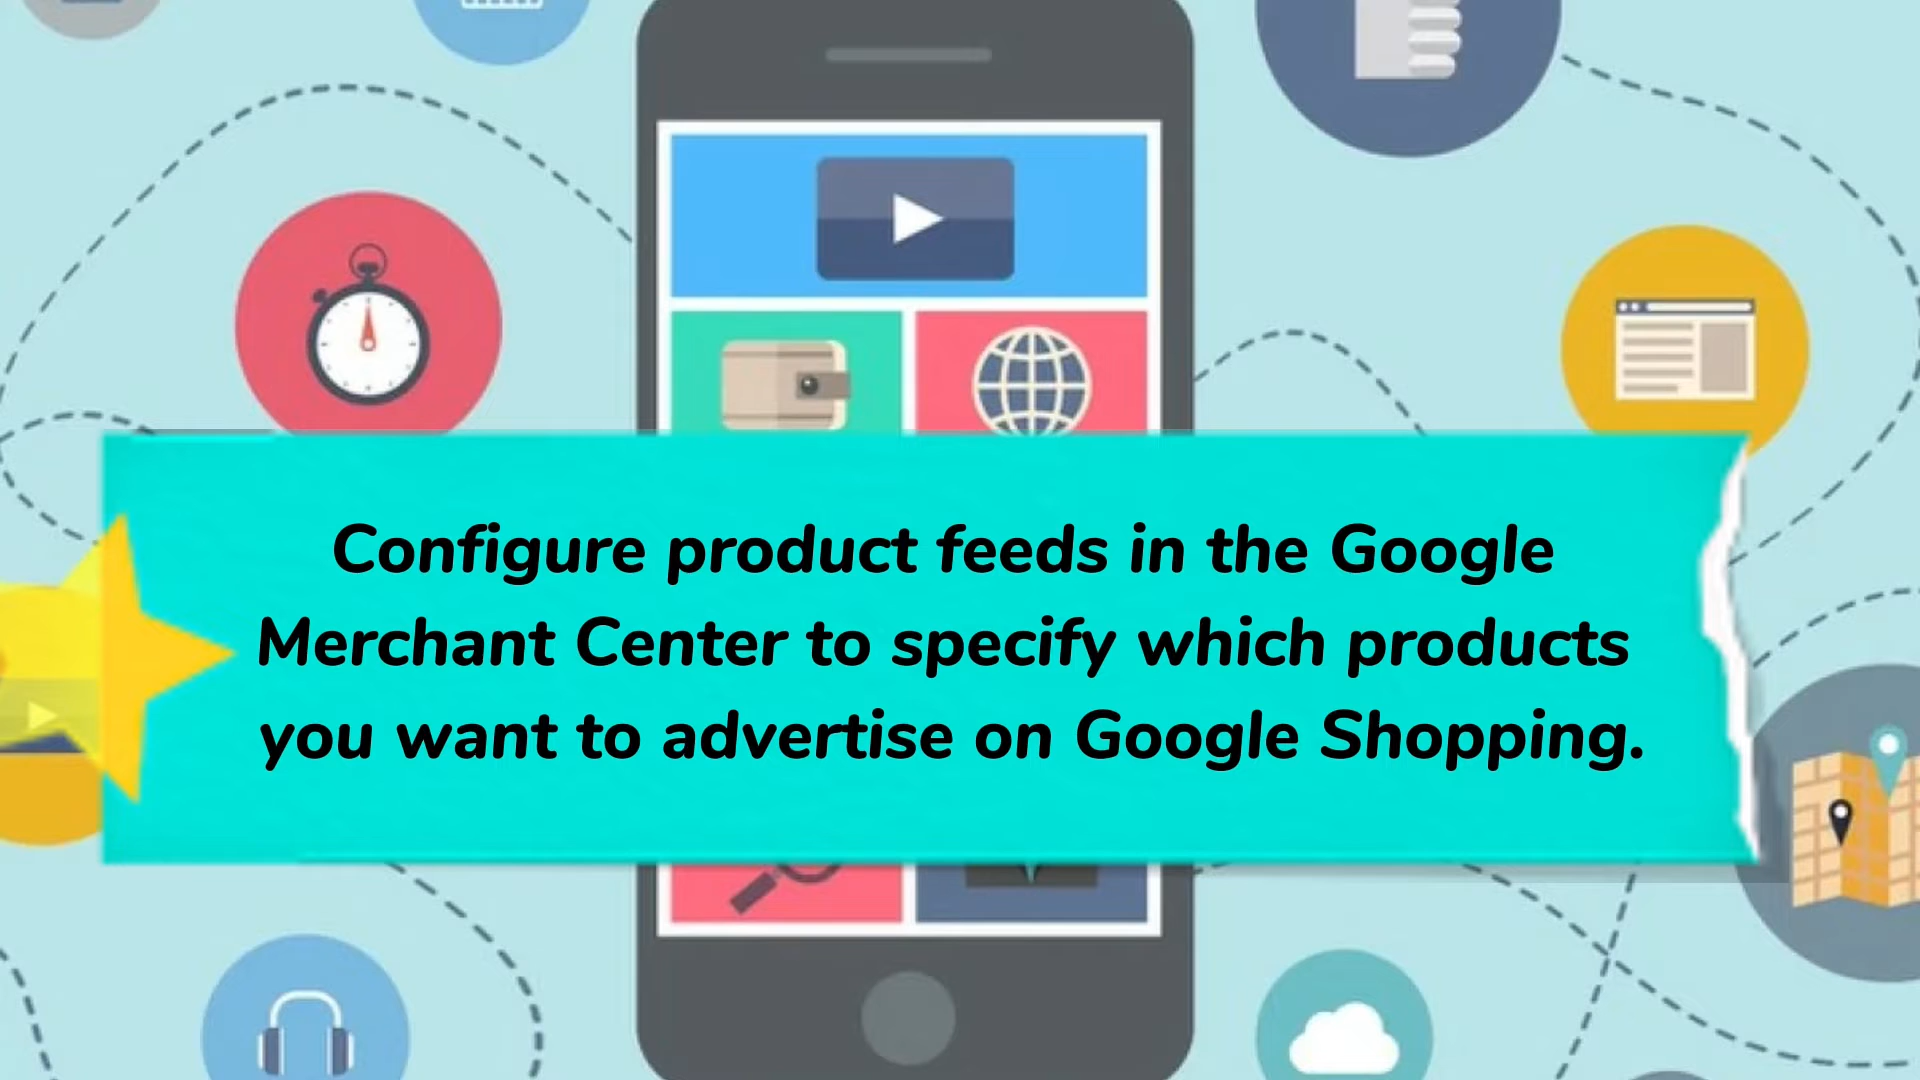 Configure product feeds in the Google
Merchant Center to specify which products
you want to advertise on Google Shopping.